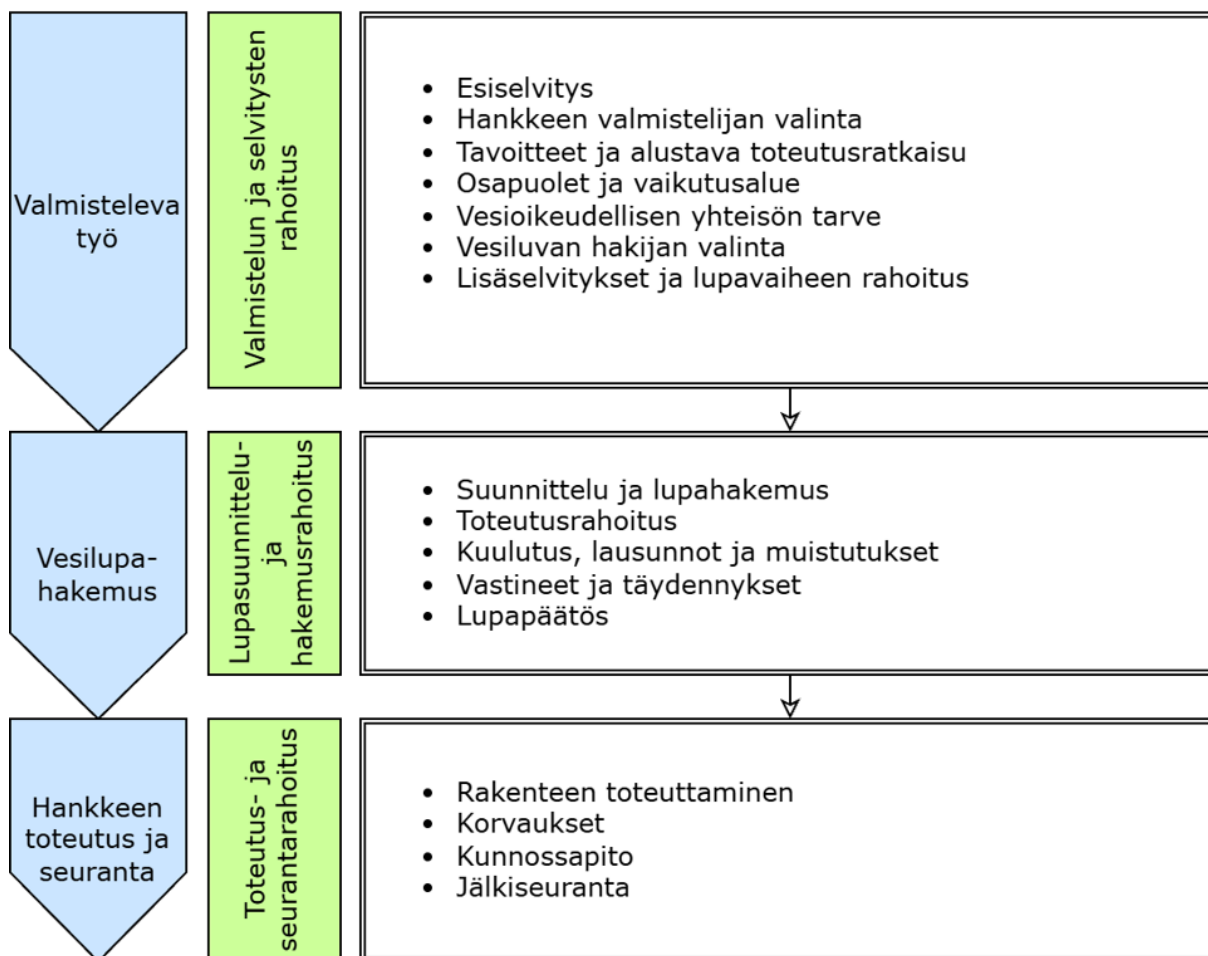 Valmisteleva
työ
Valmistelun ja selvitysten
rahoitus
• Esiselvitys
• Hankkeen valmistelijan valinta
• Tavoitteet ja alustava toteutusratkaisu
• Osapuolet ja vaikutusalue
• Vesioikeudellisen yhteisön tarve
• Vesiluvan hakijan valinta
• Lisäselvitykset ja lupavaiheen rahoitus
Vesilupa-
hakemus
Lupasuunnittelu-
ja
hakemusrahoitus
• Suunnittelu ja lupahakemus
• Toteutusrahoitus
• Kuulutus, lausunnot ja muistutukset
• Vastineet ja täydennykset
• Lupapäätös
Hankkeen
toteutus ja
seuranta
Toteutus- ja
seurantarahoitus
• Rakenteen toteuttaminen
• Korvaukset
• Kunnossapito
• Jälkiseuranta